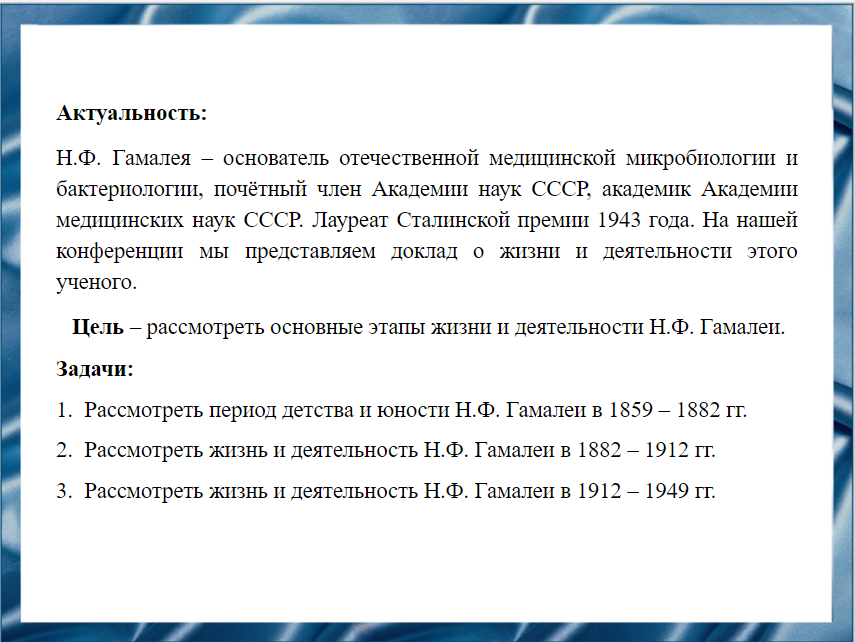 Актуальность:
Н.Ф. Гамалея – основатель отечественной медицинской микробиологии и
бактериологии, почётный член Академии наук СССР, академик Академии
медицинских наук СССР. Лауреат Сталинской премии 1943 года. На нашей
конференции мы представляем доклад о жизни и деятельности этого
ученого.
Цель – рассмотреть основные этапы жизни и деятельности Н.Ф. Гамалеи.
Задачи:
1. Рассмотреть период детства и юности Н.Ф. Гамалеи в 1859 – 1882 гг.
2. Рассмотреть жизнь и деятельность Н.Ф. Гамалеи в 1882 – 1912 гг.
3. Рассмотреть жизнь и деятельность Н.Ф. Гамалеи в 1912 – 1949 гг.